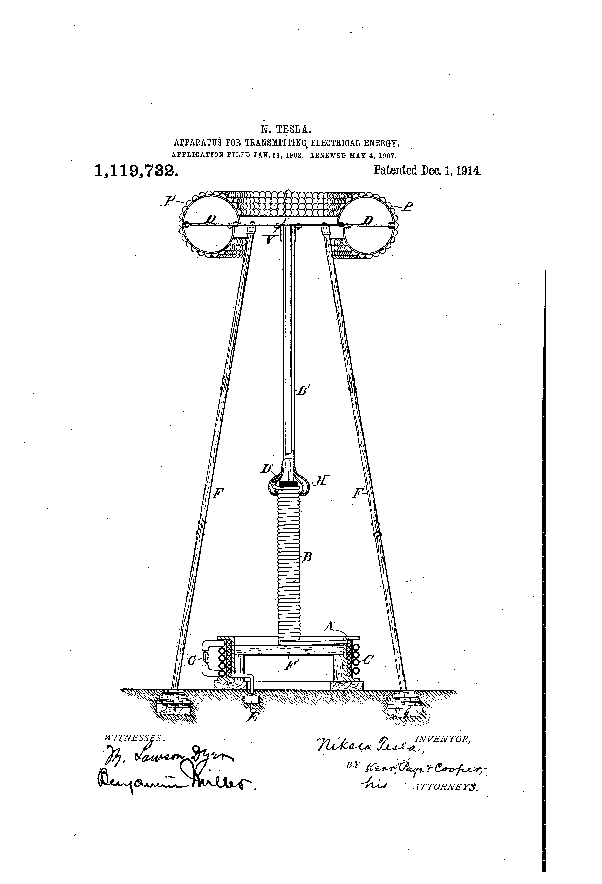 N. TESLA.
APPARATUS FOR TRANSMITTING ELECTRICAL ENERGY.
APPLICATION FILED JAN. 18, 1902. RENEWED MAY 4, 1907.
1,119,732.
Patented Dec. 1, 1914.
P
P
D
D
V
B'
D
H
F
F
B
A
G
C
F'
E
WITNESSES.
M. Lawson Dyer
Benjamin Miller.
Nikola Tesla, INVENTOR,
BY Kerr, Page & Cooper,
his ATTORNEYS.